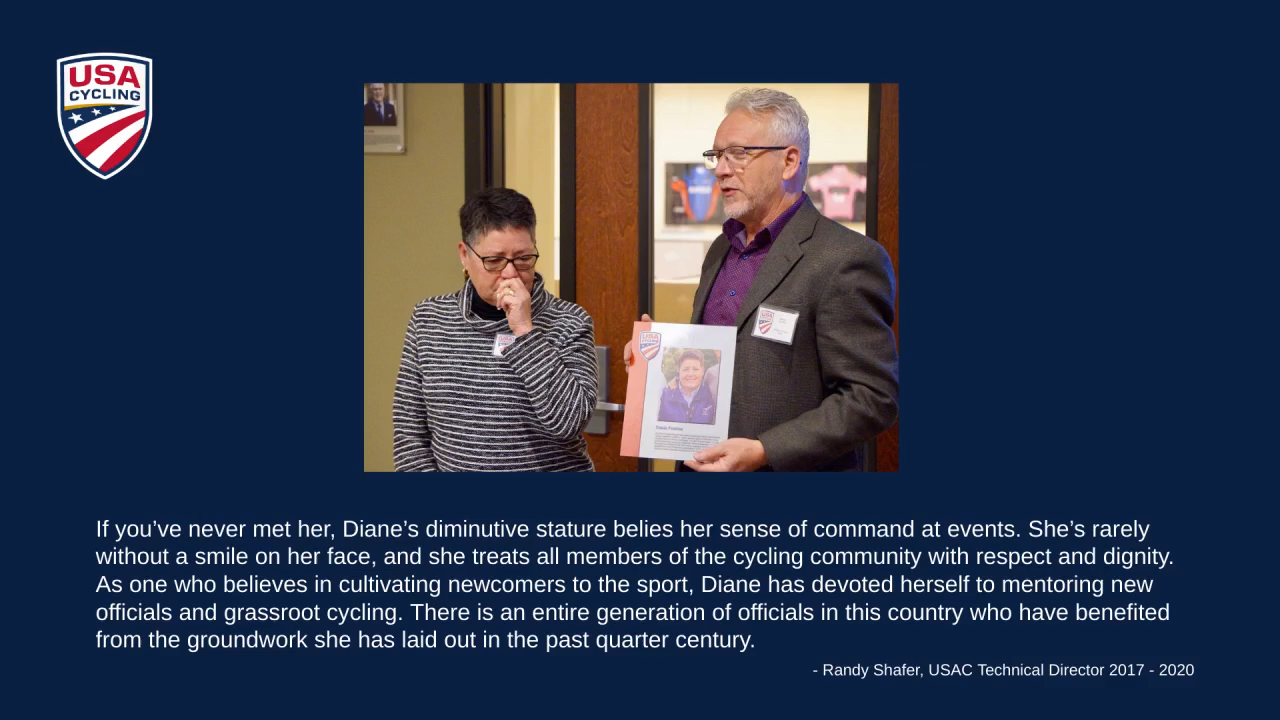 USA
CYCLING
USA
If you’ve never met her, Diane’s diminutive stature belies her sense of command at events. She’s rarely
without a smile on her face, and she treats all members of the cycling community with respect and dignity.
As one who believes in cultivating newcomers to the sport, Diane has devoted herself to mentoring new
officials and grassroot cycling. There is an entire generation of officials in this country who have benefited
from the groundwork she has laid out in the past quarter century.
- Randy Shafer, USAC Technical Director 2017 - 2020